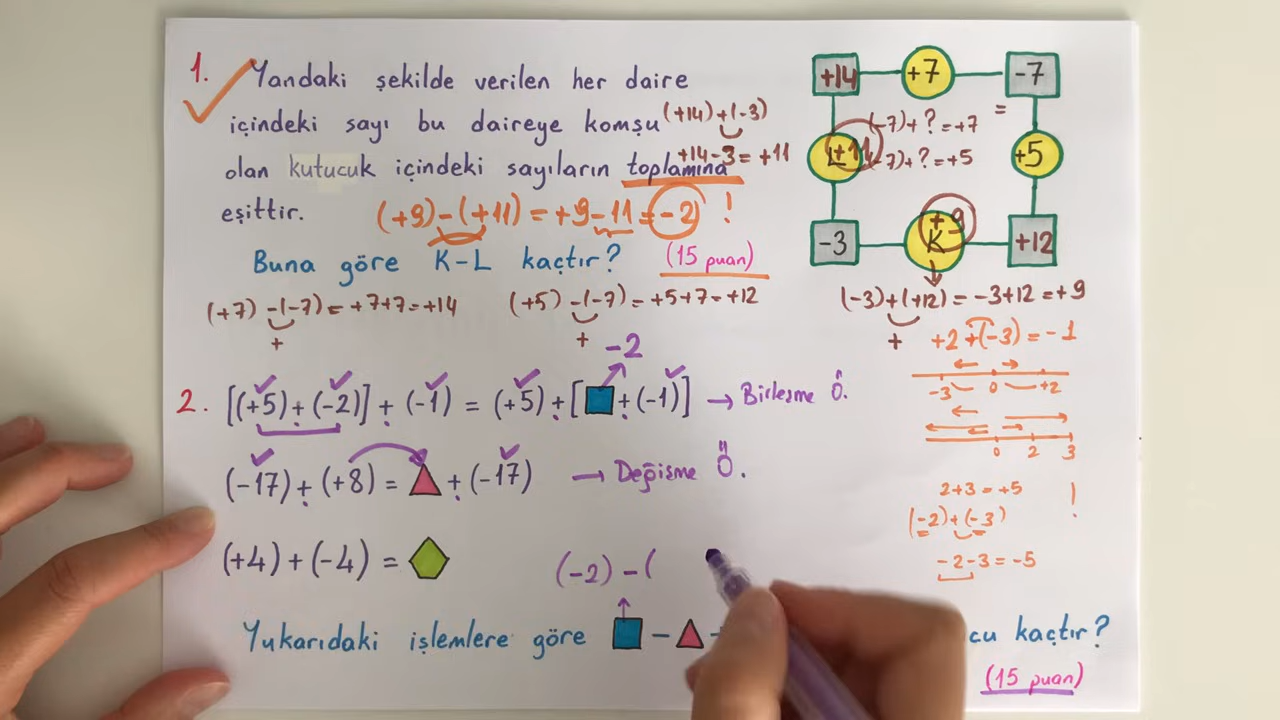 1. Yandaki şekilde verilen her daire
içindeki sayı bu daireye komşu
olan kutucuk içindeki sayıların toplamına
eşittir.
(+14)+(-3)
+14-3=+11
(+9)-(+11)=+9-11=-2 !
Buna göre K-L kaçtır? (15 puan)
(+7)-(-7)=+7+7=+14
+
(+5)-(-7)=+5+7=+12
+
+14 +7 -7
(-7)+?=+7 =
L +11 (-7)+?=+5 +5
-3 K +9 +12
(-3)+(+12)=-3+12=+9
+
+2+(-3)=-1
-3 0 +2
0 2 3
2+3=+5
(-2)+(-3) !
-2-3=-5
-2
2. [(+5)+(-2)]+(-1)=(+5)+[ +(-1)] → Birleşme Ö.
(-17)+(+8)= +(-17) → Değişme Ö.
(+4)+(-4)=
(-2)-(
Yukarıdaki işlemlere göre - - cu kaçtır?
(15 puan)